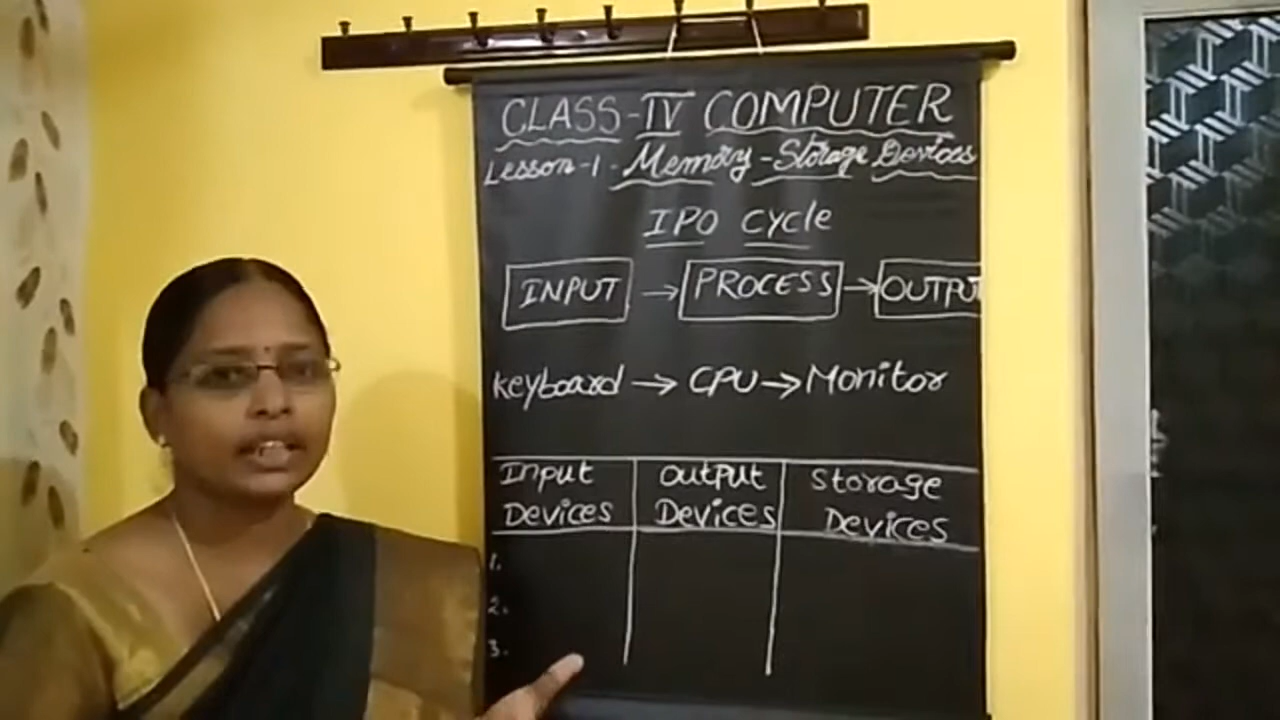 CLASS-IV COMPUTER
Lesson-1 - Memory-Storage Devices
IPO Cycle
INPUT → PROCESS → OUTPUT
Keyboard → CPU → Monitor
Input Devices
Output Devices
Storage Devices
1.
2.
3.